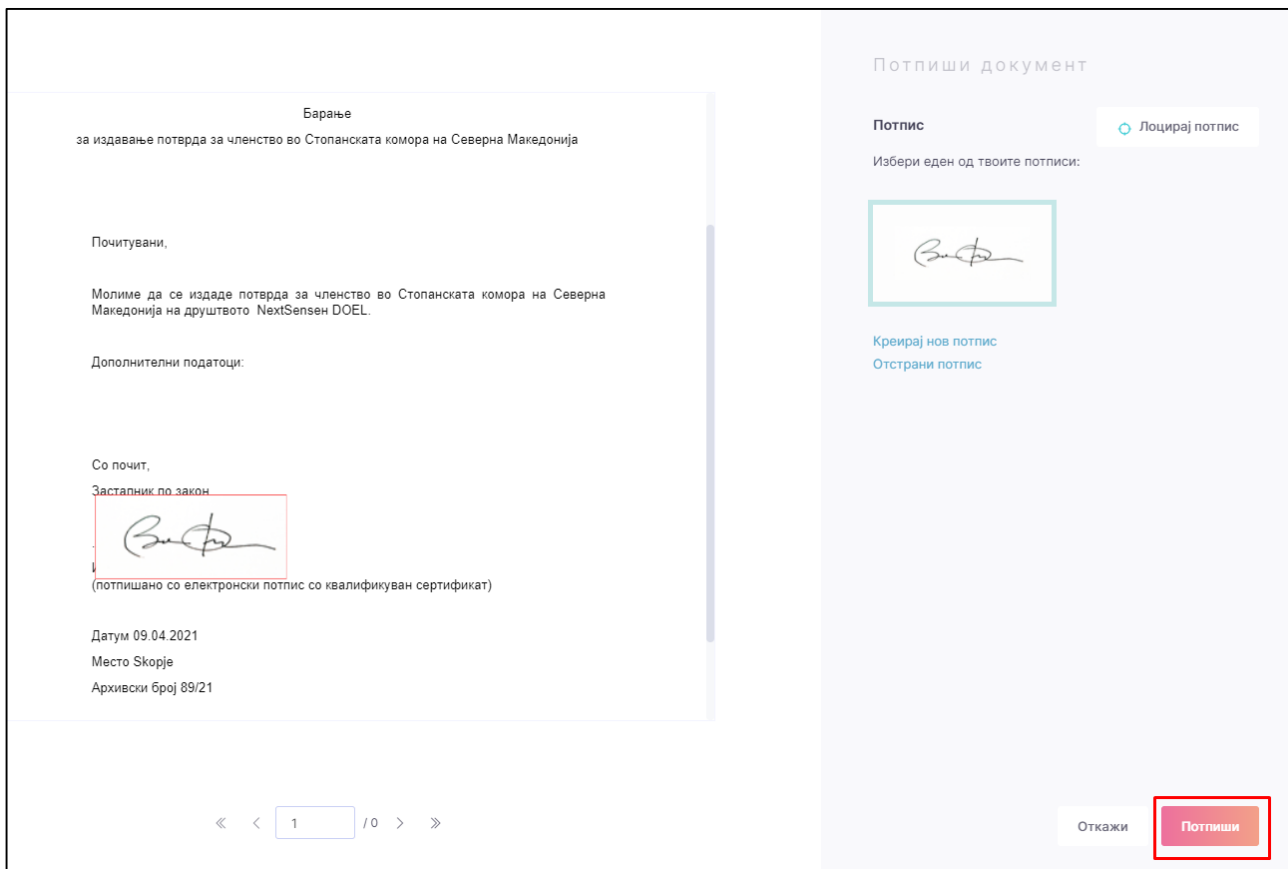 Барање
за издавање потврда за членство во Стопанската комора на Северна Македонија
Почитувани,
Молиме да се издаде потврда за членство во Стопанската комора на Северна
Македонија на друштвото NextSenseн DOEL.
Дополнителни податоци:
Со почит,
Застапник по закон
(потпишано со електронски потпис со квалификуван сертификат)
Датум 09.04.2021
Место Skopje
Архивски број 89/21
1 / 0
Потпиши документ
Потпис
Лоцирај потпис
Избери еден од твоите потписи:
Креирај нов потпис
Отстрани потпис
Откажи
Потпиши